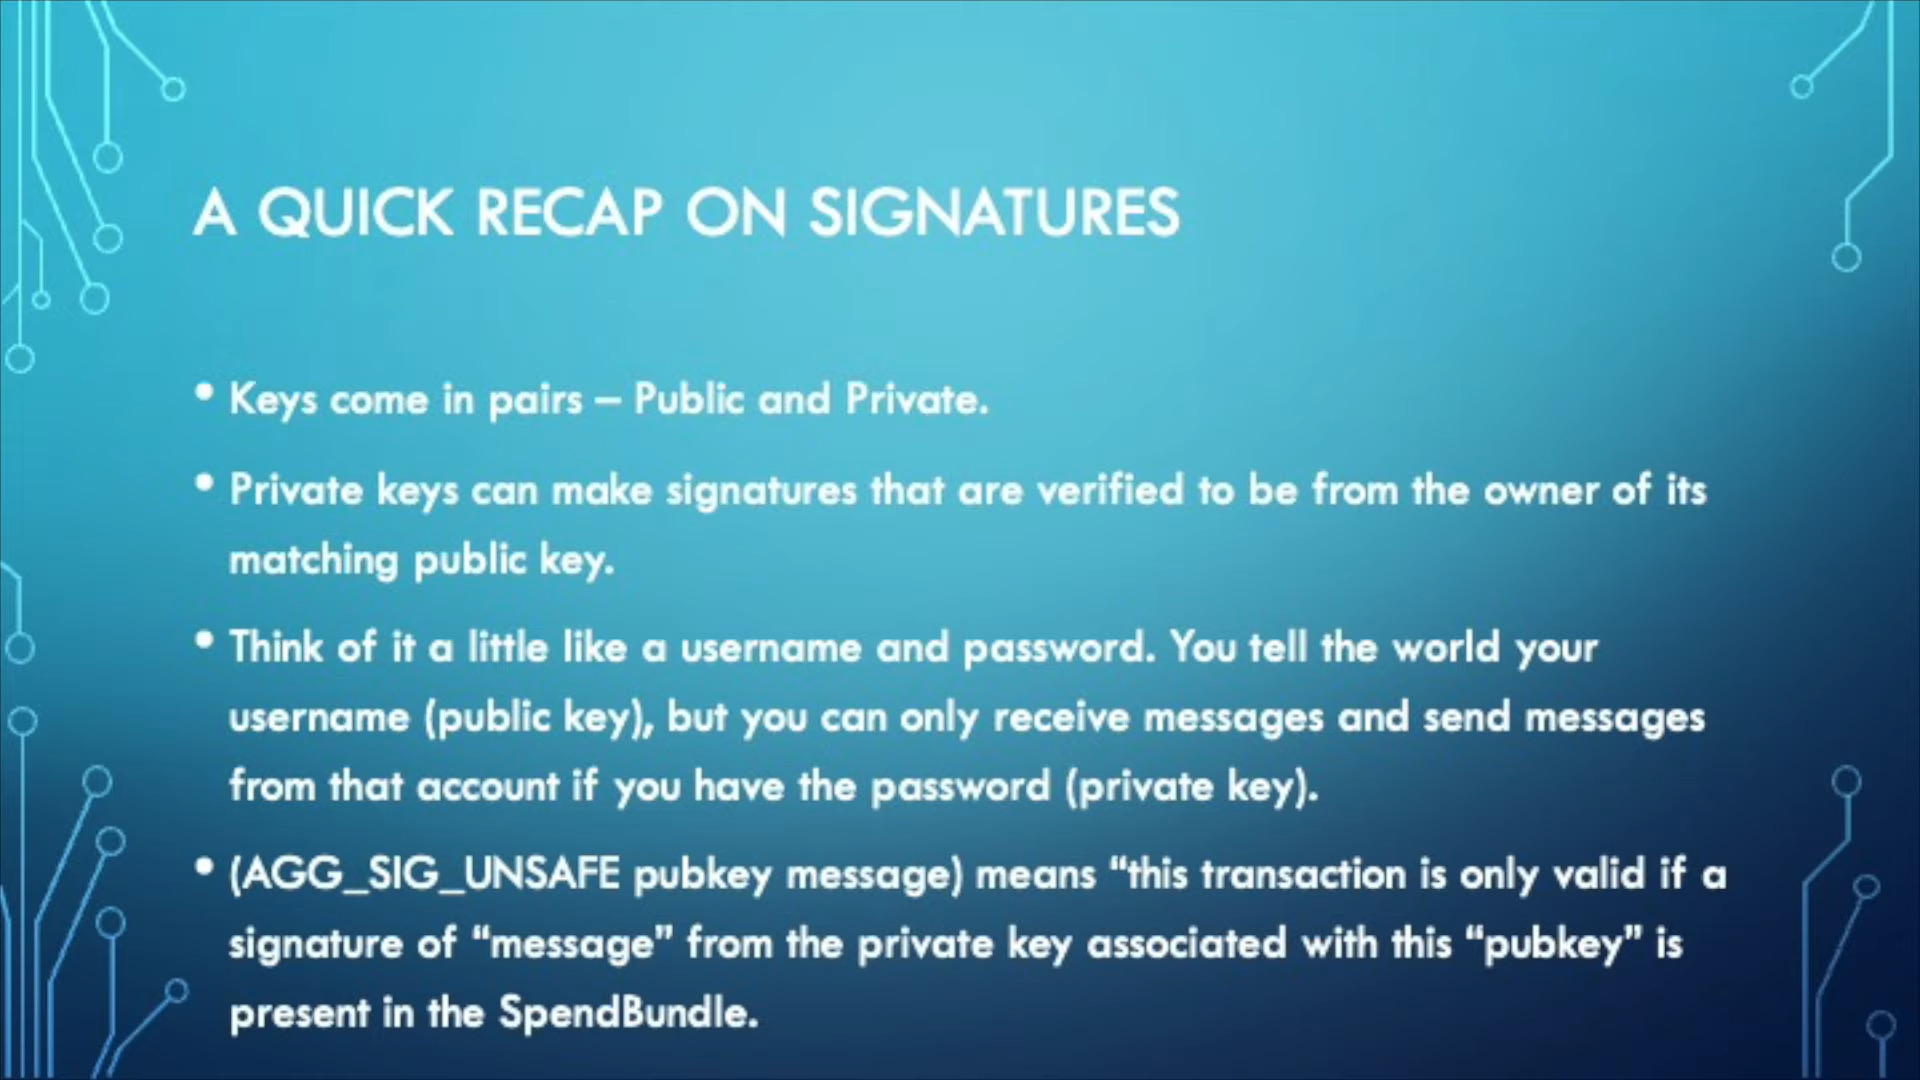 A QUICK RECAP ON SIGNATURES
• Keys come in pairs – Public and Private.
• Private keys can make signatures that are verified to be from the owner of its
matching public key.
• Think of it a little like a username and password. You tell the world your
username (public key), but you can only receive messages and send messages
from that account if you have the password (private key).
• (AGG_SIG_UNSAFE pubkey message) means “this transaction is only valid if a
signature of “message” from the private key associated with this “pubkey” is
present in the SpendBundle.